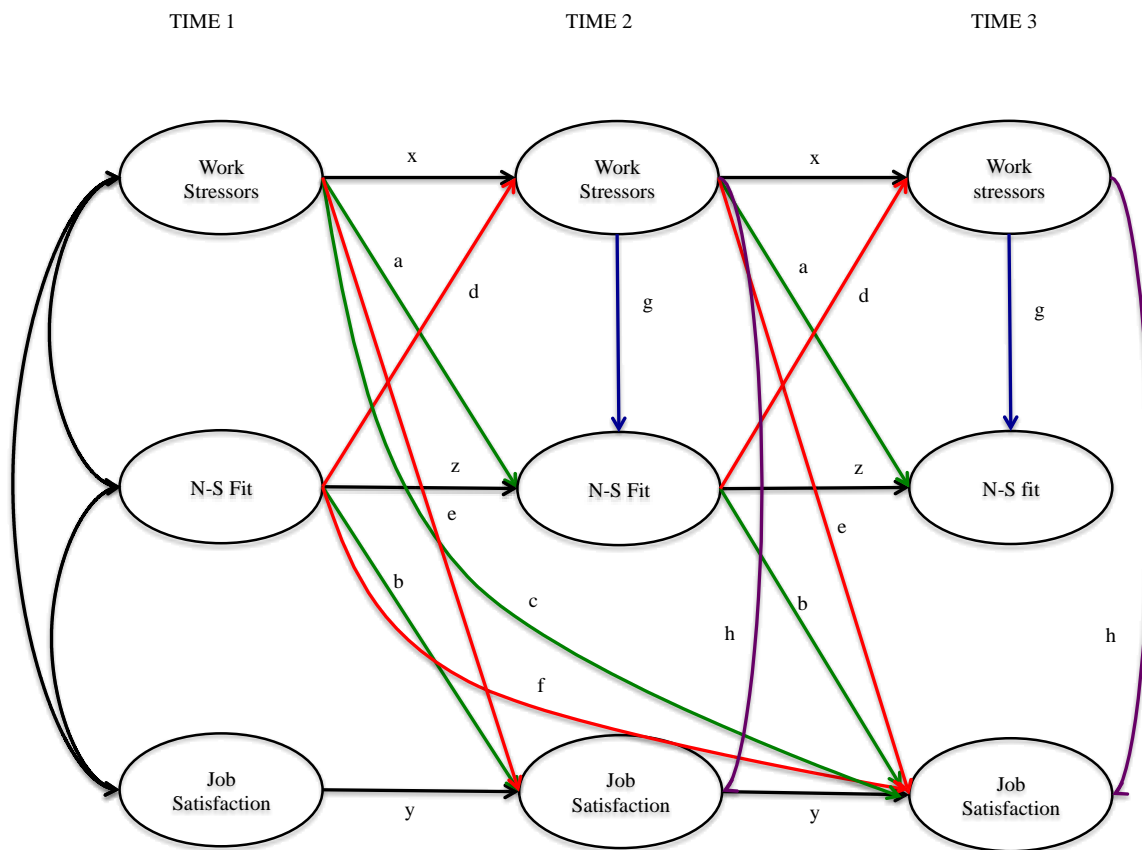 TIME 1
TIME 2
TIME 3
Work
Stressors
x
Work
Stressors
x
Work
stressors
a
d
g
a
d
g
N-S Fit
z
N-S Fit
z
N-S fit
e
e
b
c
b
h
h
f
Job
Satisfaction
y
Job
Satisfaction
y
Job
Satisfaction